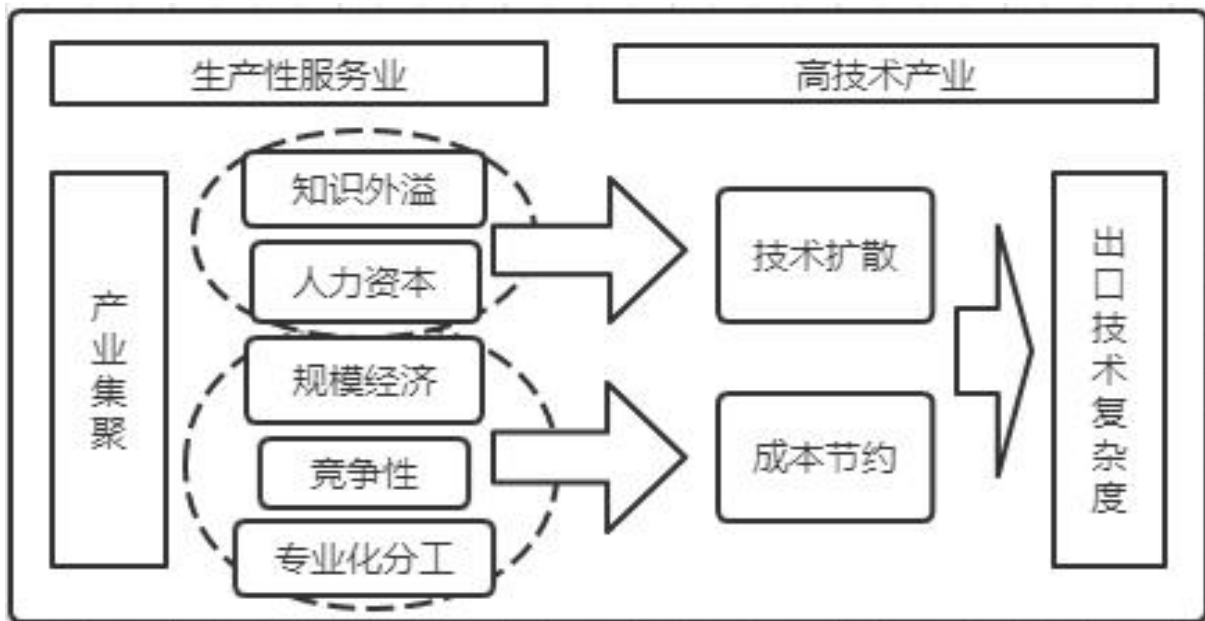 生产性服务业
高技术产业
产业集聚
知识外溢
人力资本
规模经济
竞争性
专业化分工
技术扩散
成本节约
出口技术复杂度